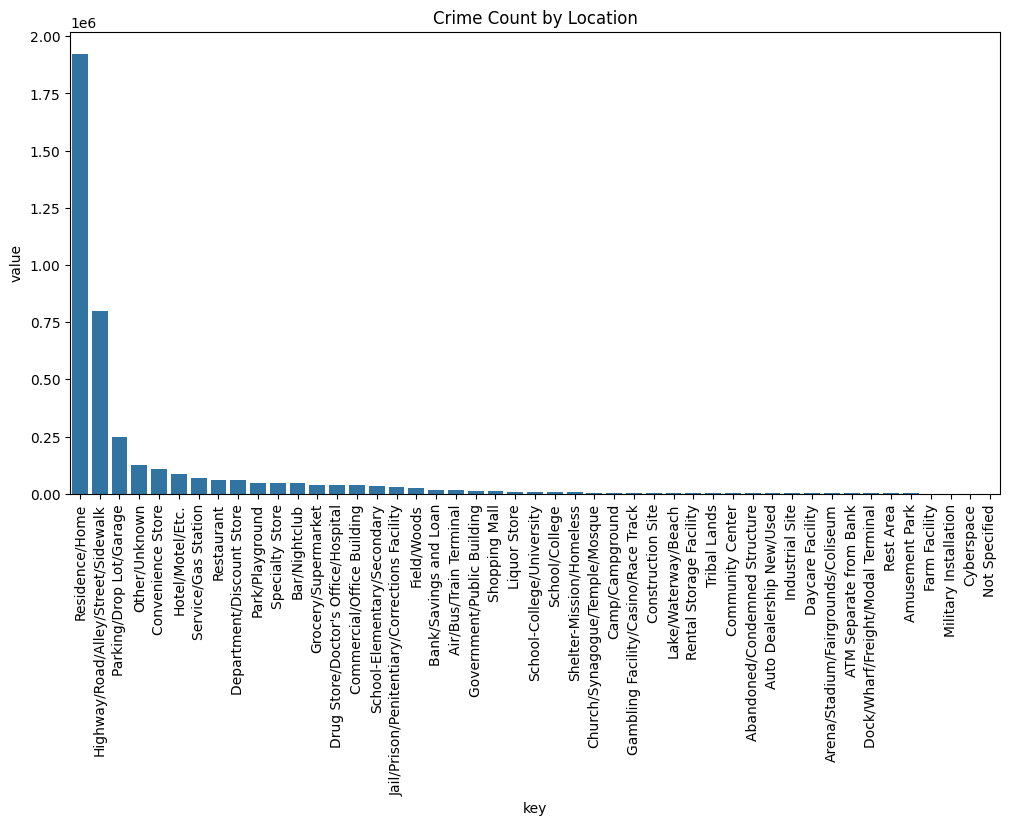 Crime Count by Location
1e6
2.00
1.75
1.50
1.25
1.00
0.75
0.50
0.25
0.00
value
Residence/Home
Highway/Road/Alley/Street/Sidewalk
Parking/Drop Lot/Garage
Other/Unknown
Convenience Store
Hotel/Motel/Etc.
Service/Gas Station
Restaurant
Department/Discount Store
Park/Playground
Specialty Store
Bar/Nightclub
Grocery/Supermarket
Drug Store/Doctor's Office/Hospital
Commercial/Office Building
School-Elementary/Secondary
Jail/Prison/Penitentiary/Corrections Facility
Field/Woods
Bank/Savings and Loan
Air/Bus/Train Terminal
Government/Public Building
Shopping Mall
Liquor Store
School-College/University
School/College
Shelter-Mission/Homeless
Church/Synagogue/Temple/Mosque
Camp/Campground
Gambling Facility/Casino/Race Track
Construction Site
Lake/Waterway/Beach
Rental Storage Facility
Tribal Lands
Community Center
Abandoned/Condemned Structure
Auto Dealership New/Used
Industrial Site
Daycare Facility
Arena/Stadium/Fairgrounds/Coliseum
ATM Separate from Bank
Dock/Wharf/Freight/Modal Terminal
Rest Area
Amusement Park
Farm Facility
Military Installation
Cyberspace
Not Specified
key